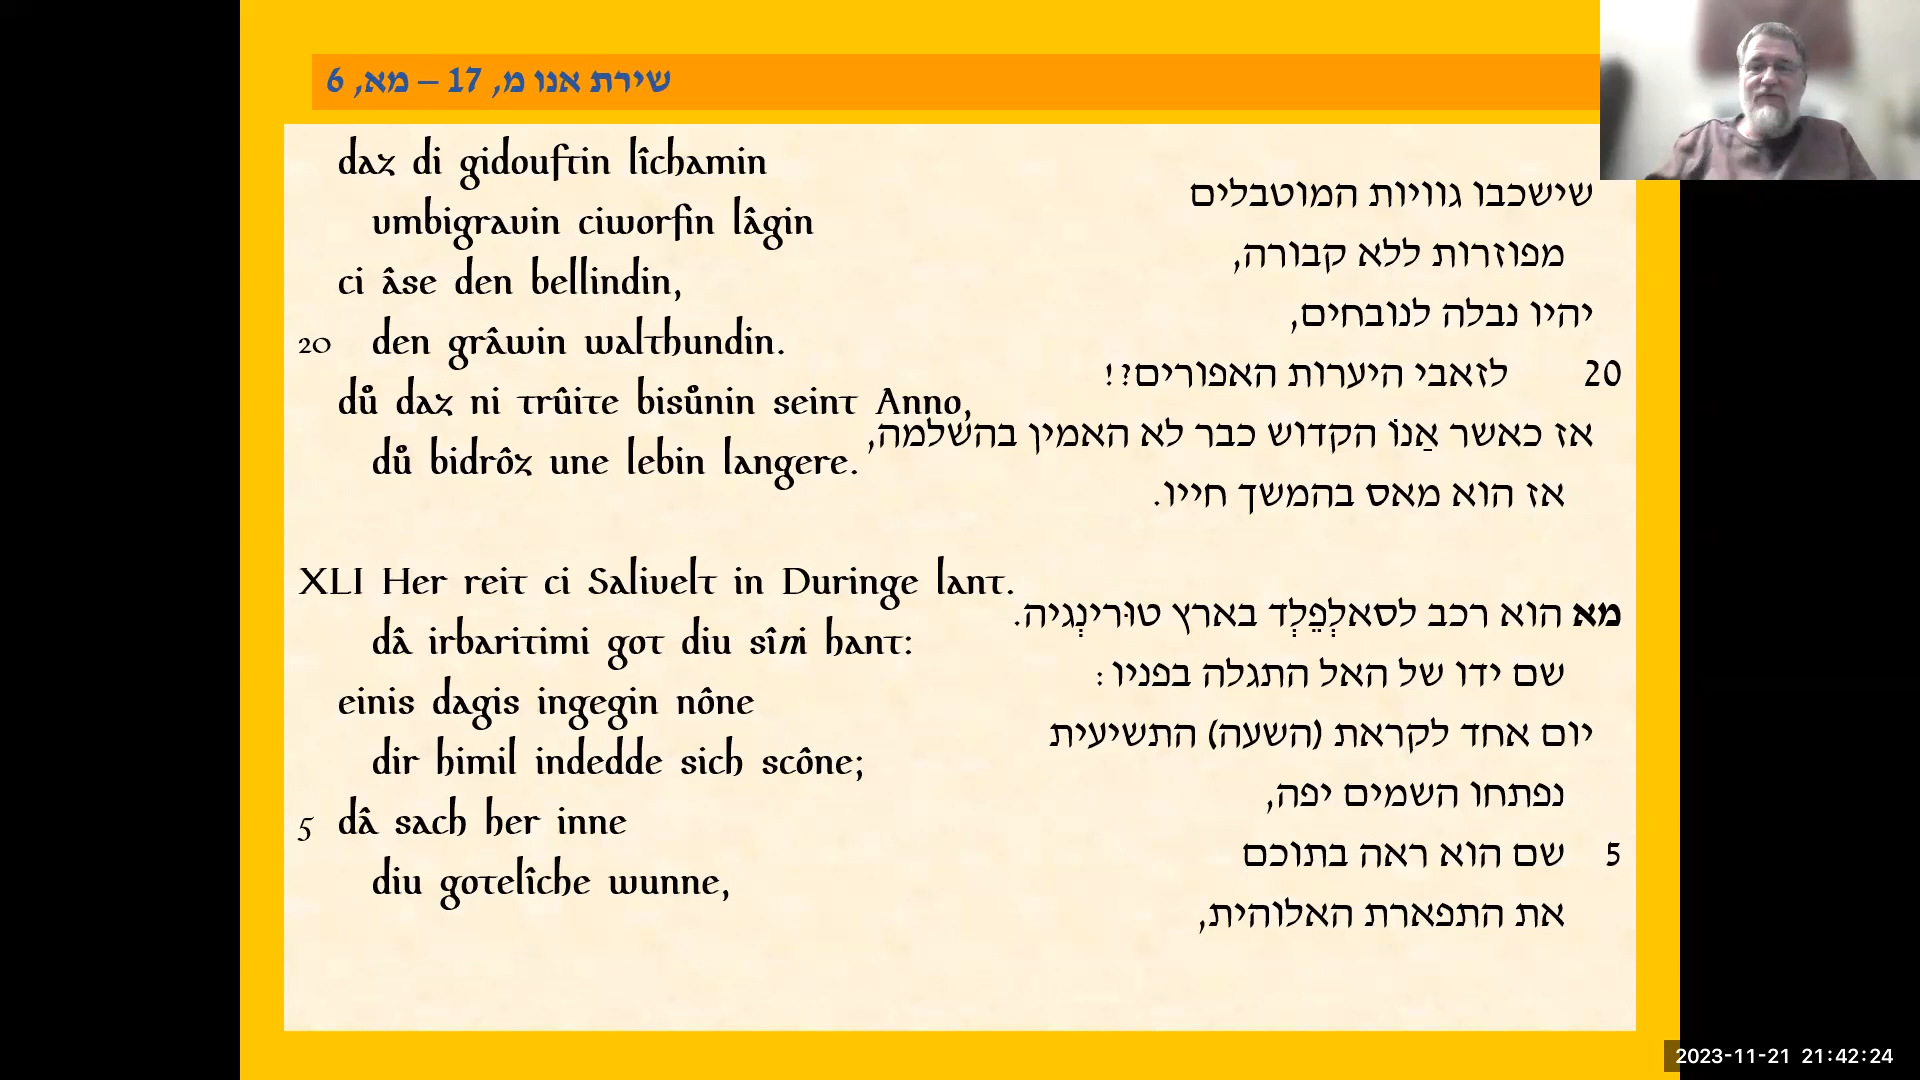 שירת אנו מ, 17 – מא, 6
daz di gidouftin lîchamin
umbigravin ciworfin lâgin
ci âse den bellindin,
20 den grâwin walthundin.
dů daz ni trûite bisůnin seint Anno,
dů bidrôz une lebin langere.
XLI Her reit ci Salivelt in Duringe lant.
dâ irbaritimi got diu sîni hant:
einis dagis ingegin nône
dir himil indedde sich scône;
5 dâ sach her inne
diu gotelîche wunne,
שישכבו גוויות המוטבלים
מפוזרות ללא קבורה,
יהיו נבלה לנובחים,
20 לזאבי היערות האפורים?!
אז כאשר אַנוֹ הקדוש כבר לא האמין בהשלמה,
אז הוא מאס בהמשך חייו.
מא הוא רכב לסאלְפֵלְד בארץ טוּרינְגיה.
שם ידו של האל התגלה בפניו:
יום אחד לקראת (השעה) התשיעית
נפתחו השמים יפה,
5 שם הוא ראה בתוכם
את התפארת האלוהית,
2023-11-21 21:42:24